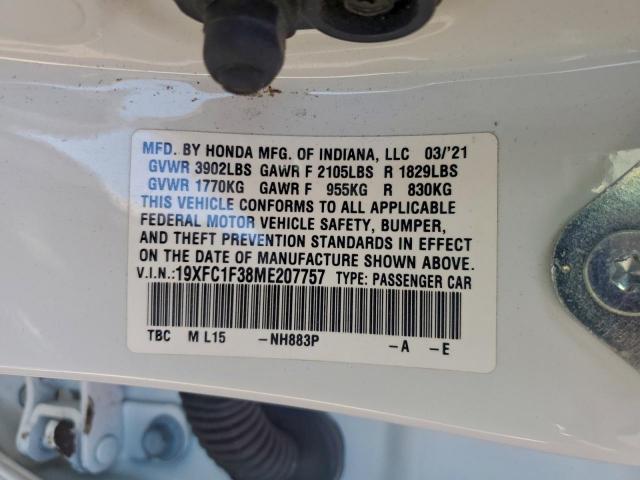 MFD. BY HONDA MFG. OF INDIANA, LLC 03/'21
GVWR 3902LBS GAWR F 2105LBS R 1829LBS
GVWR 1770KG GAWR F 955KG R 830KG
THIS VEHICLE CONFORMS TO ALL APPLICABLE
FEDERAL MOTOR VEHICLE SAFETY, BUMPER,
AND THEFT PREVENTION STANDARDS IN EFFECT
ON THE DATE OF MANUFACTURE SHOWN ABOVE.
V.I.N.:19XFC1F38ME207757 TYPE: PASSENGER CAR
TBC M L15 -NH883P -A -E